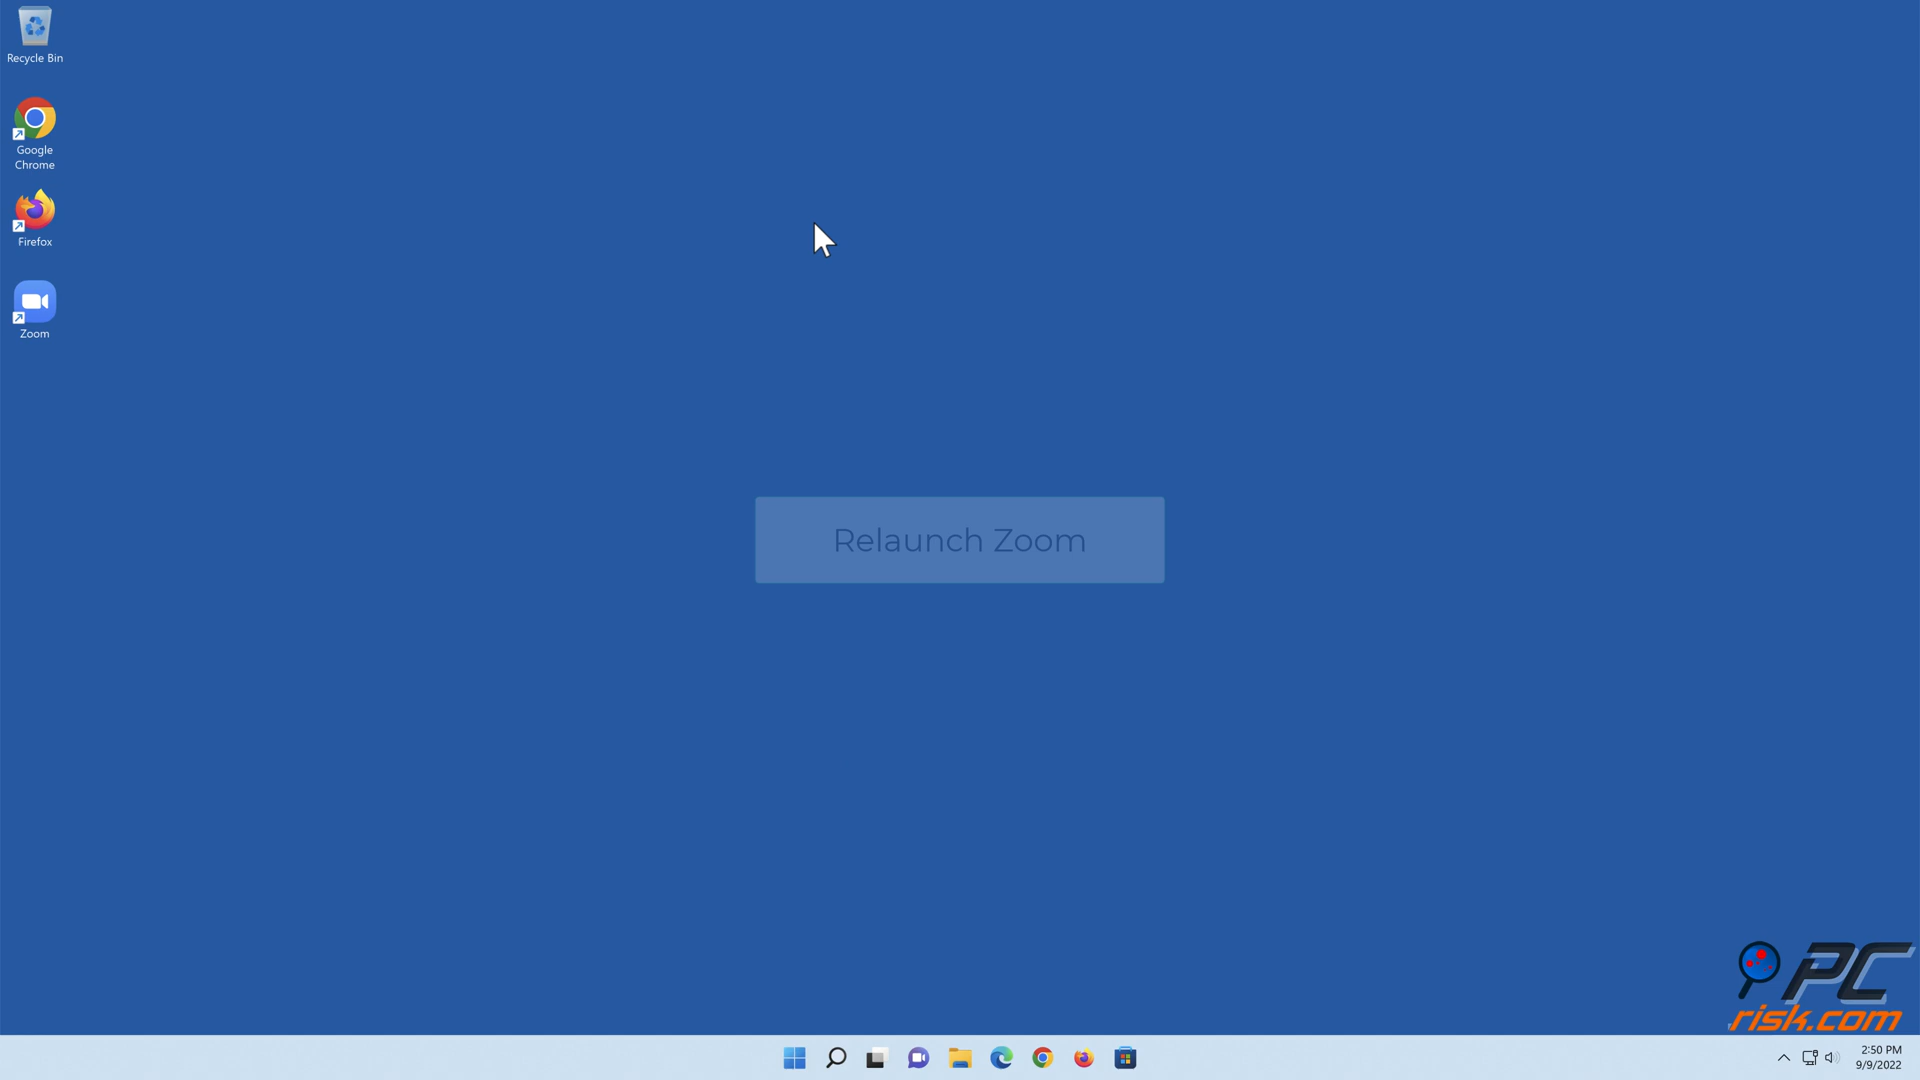 Recycle Bin
Google
Chrome
Firefox
Zoom
Relaunch Zoom
PC
risk.com
2:50 PM
9/9/2022